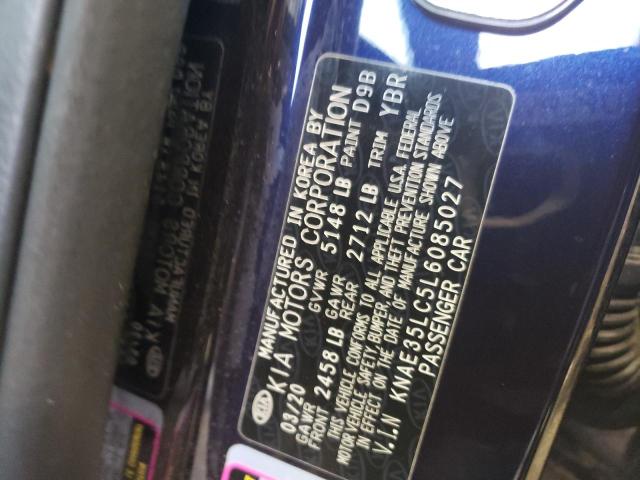 MANUFACTURED IN KOREA BY
KIA KIA MOTORS CORPORATION
03/20 GVWR 5148 LB PAINT D9B
GAWR FRONT 2458 LB GAWR REAR 2712 LB TRIM YBR
THIS VEHICLE CONFORMS TO ALL APPLICABLE U.S.A. FEDERAL
MOTOR VEHICLE SAFETY, BUMPER, AND THEFT PREVENTION STANDARDS
IN EFFECT ON THE DATE OF MANUFACTURE SHOWN ABOVE
V.I.N KNAE35LC5L6085027
PASSENGER CAR